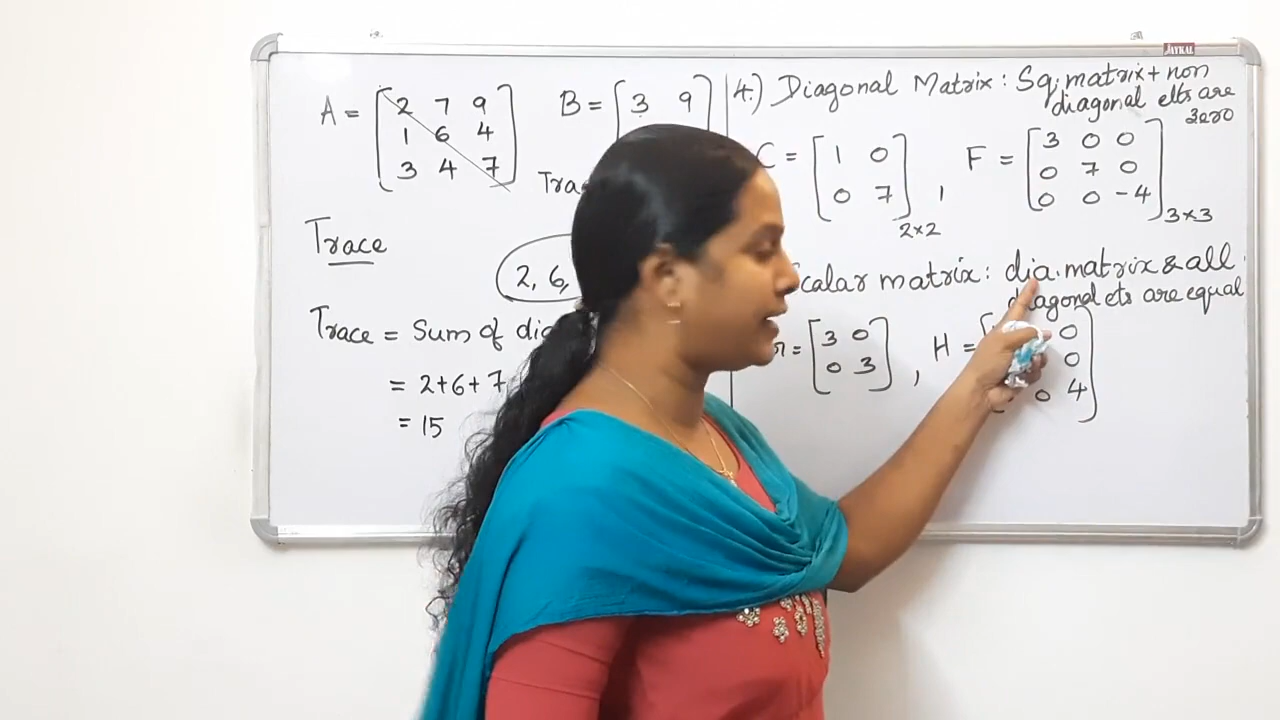 JAYKAL
A = [ 2 7 9
1 6 4
3 4 7 ]
B = [ 3 9 ]
Trace
2, 6,
Trace = Sum of
= 2+6+7
= 15
4.) Diagonal Matrix : Sq. matrix + non
diagonal elts are
zero
C = [ 1 0
0 7 ] 2×2 ,
F = [ 3 0 0
0 7 0
0 0 -4 ] 3×3
matrix : dia. matrix & all
diagonal ets are equal
= [ 3 0
0 3 ] ,
H = [ 0
0
0 4 ]